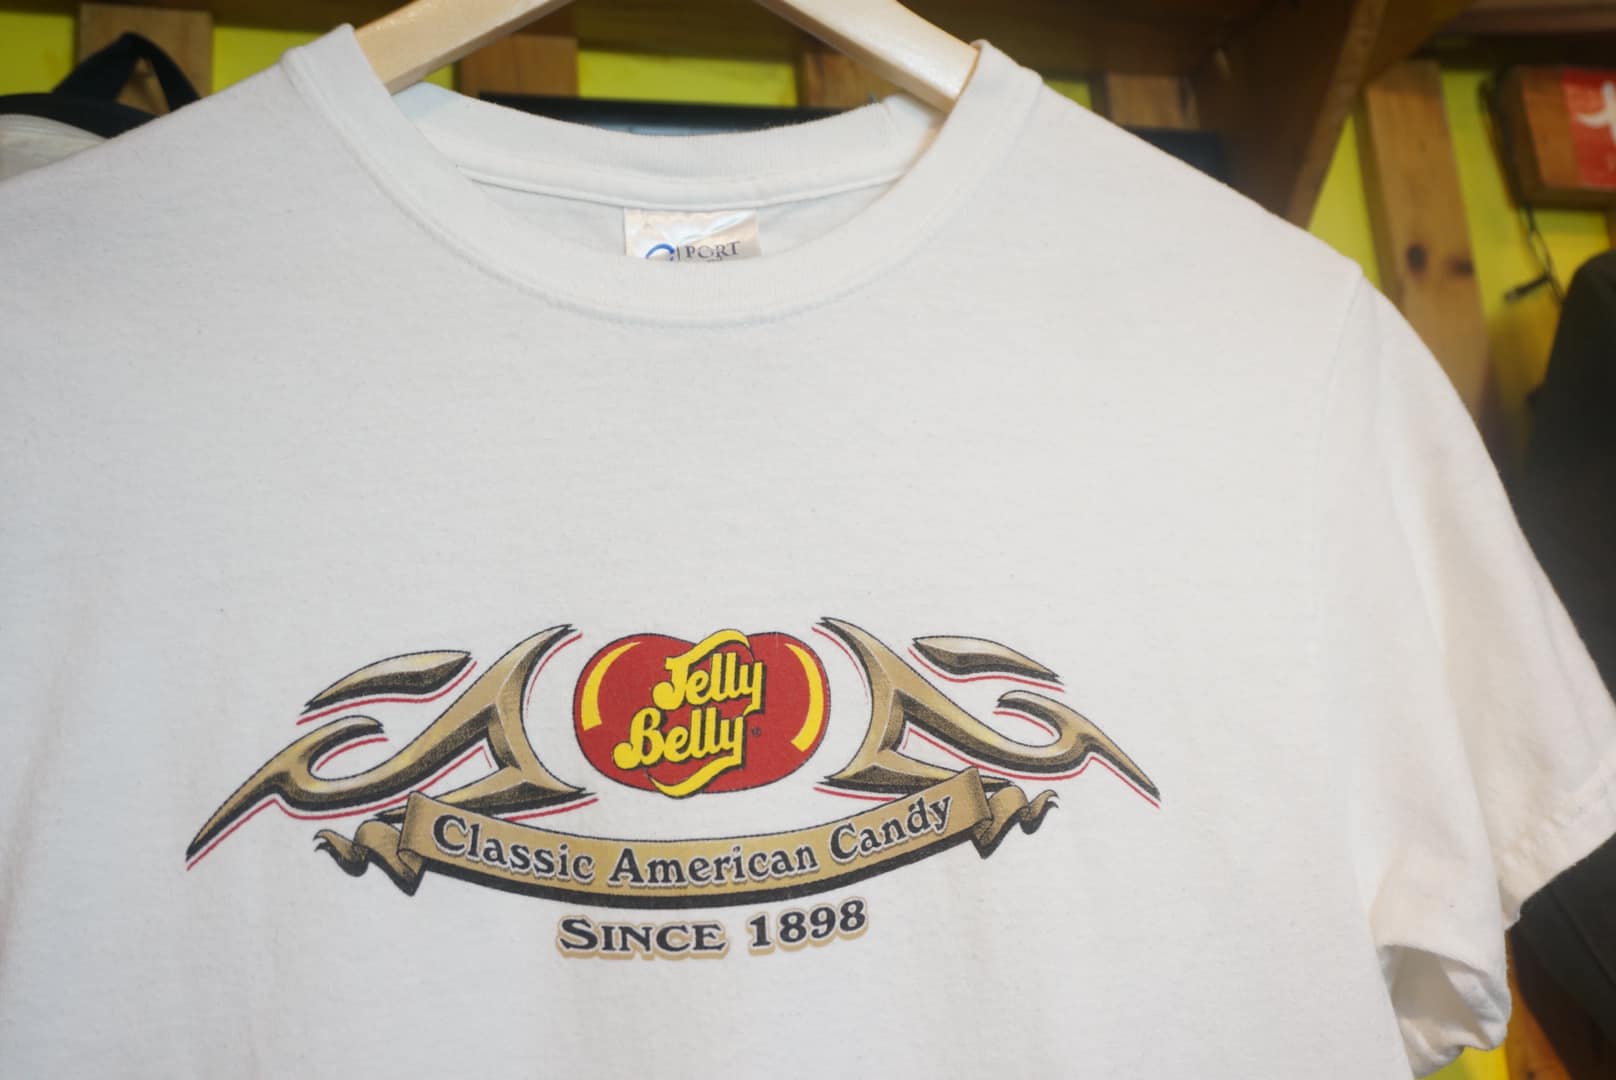 PORT
Jelly
Belly
Classic American Candy
SINCE 1898